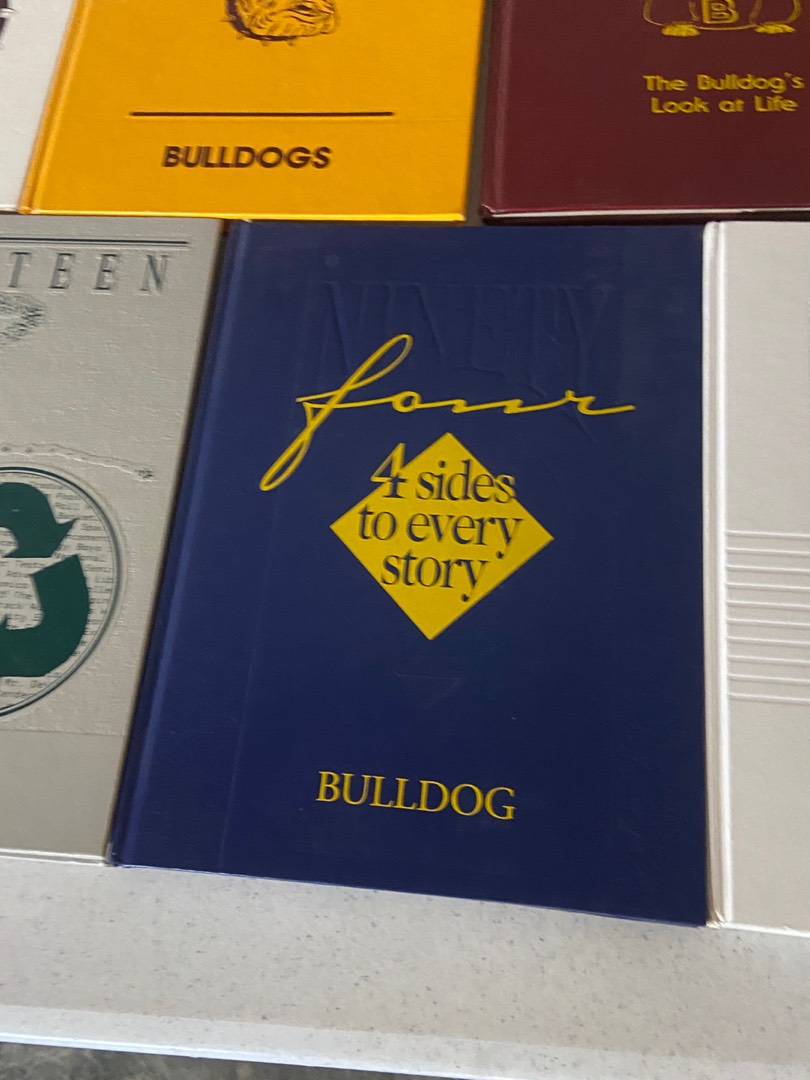 BULLDOGS
B
The Bulldog's
Look at Life
TEEN
NINETY
four
4 sides
to every
story
BULLDOG